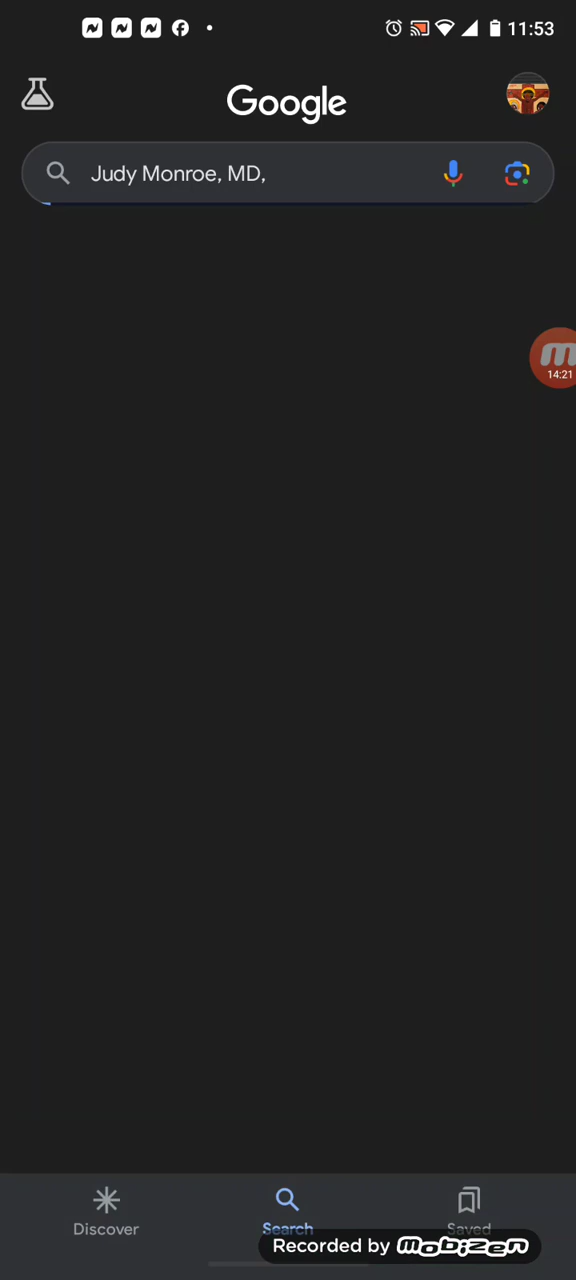 11:53
Google
Judy Monroe, MD,
14:21
Discover
Search
Saved
Recorded by mobizen